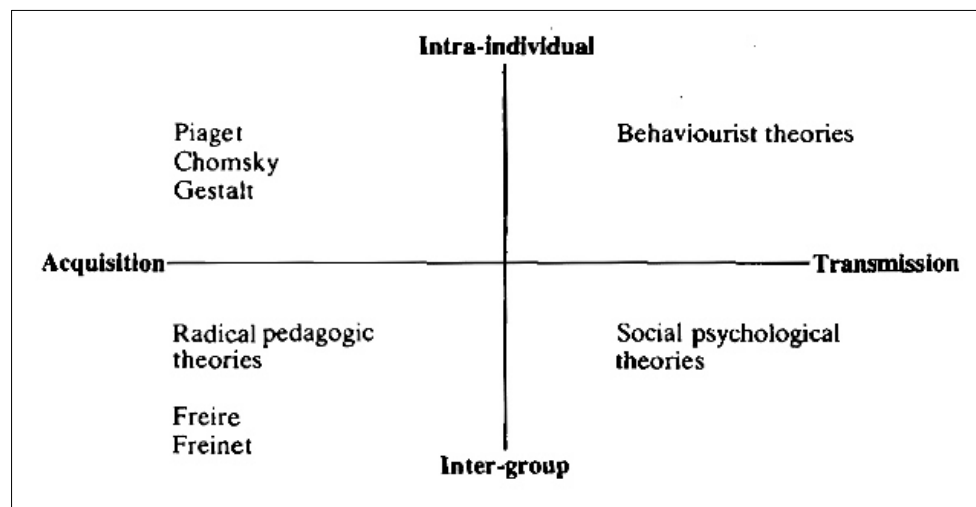 Intra-individual
Piaget
Chomsky
Gestalt
Behaviourist theories
Acquisition
Transmission
Radical pedagogic
theories
Freire
Freinet
Social psychological
theories
Inter-group